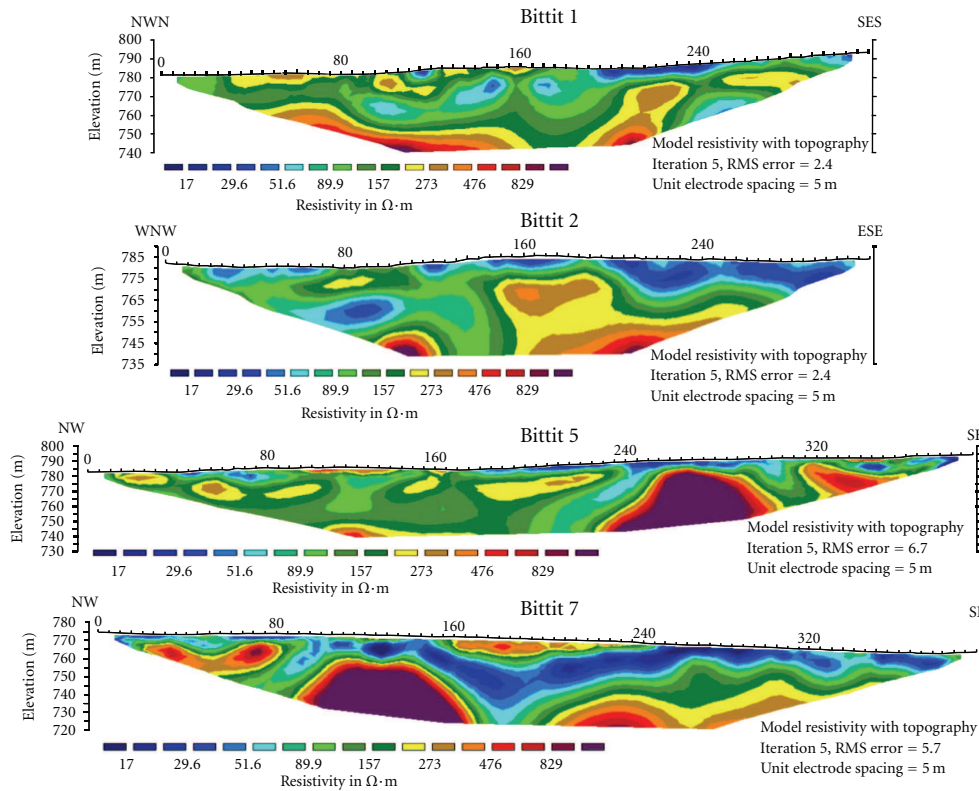 Bittit 1
NWN
SES
Elevation (m)
800
790
780
770
760
750
740
0
80
160
240
Model resistivity with topography
Iteration 5, RMS error = 2.4
Unit electrode spacing = 5 m
17 29.6 51.6 89.9 157 273 476 829
Resistivity in Ω·m
Bittit 2
WNW
ESE
Elevation (m)
785
775
765
755
745
735
0
80
160
240
Model resistivity with topography
Iteration 5, RMS error = 2.4
Unit electrode spacing = 5 m
17 29.6 51.6 89.9 157 273 476 829
Resistivity in Ω·m
Bittit 5
NW
Elevation (m)
800
790
780
770
760
750
740
730
0
80
160
240
320
Model resistivity with topography
Iteration 5, RMS error = 6.7
Unit electrode spacing = 5 m
17 29.6 51.6 89.9 157 273 476 829
Resistivity in Ω·m
Bittit 7
NW
Elevation (m)
780
770
760
750
740
730
720
0
80
160
240
320
Model resistivity with topography
Iteration 5, RMS error = 5.7
Unit electrode spacing = 5 m
17 29.6 51.6 89.9 157 273 476 829
Resistivity in Ω·m